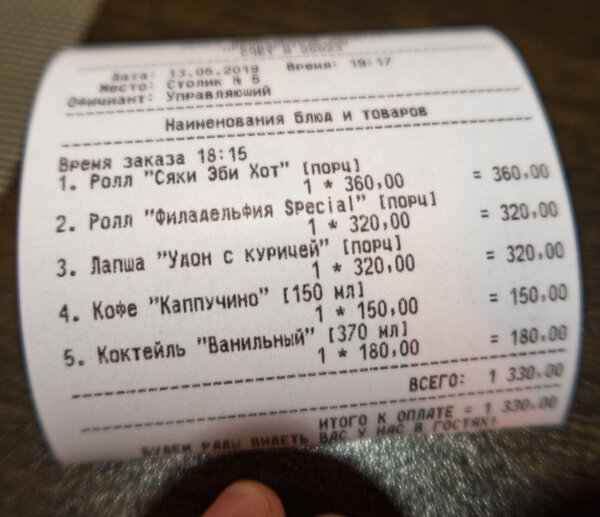 СЧЕТ № 20023
Дата: 13.05.2019 Время: 19:17
Место: Столик № 5
Официант: Управляющий
Наименования блюд и товаров
Время заказа 18:15
1. Ролл "Сяки Эби Хот" [порц]
1 * 360,00 = 360,00
2. Ролл "Филадельфия Special" [порц]
1 * 320,00 = 320,00
3. Лапша "Удон с курицей" [порц]
1 * 320,00 = 320,00
4. Кофе "Каппучино" [150 мл]
1 * 150,00 = 150,00
5. Коктейль "Ванильный" [370 мл]
1 * 180,00 = 180,00
ВСЕГО: 1 330,00
ИТОГО К ОПЛАТЕ = 1 330,00
БУДЕМ РАДЫ ВИДЕТЬ ВАС У НАС В ГОСТЯХ!